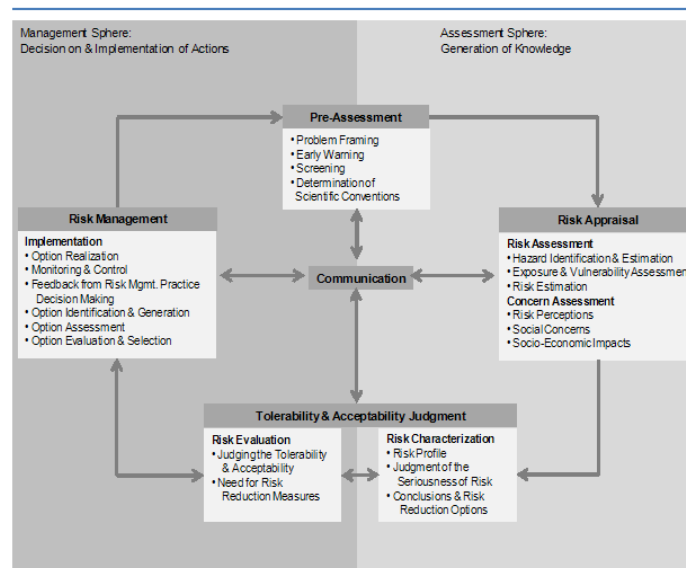 Management Sphere:
Decision on & Implementation of Actions
Assessment Sphere:
Generation of Knowledge
Pre-Assessment
• Problem Framing
• Early Warning
• Screening
• Determination of
Scientific Conventions
Risk Management
Implementation
• Option Realization
• Monitoring & Control
• Feedback from Risk Mgmt. Practice
Decision Making
• Option Identification & Generation
• Option Assessment
• Option Evaluation & Selection
Communication
Risk Appraisal
Risk Assessment
• Hazard Identification & Estimation
• Exposure & Vulnerability Assessmen
• Risk Estimation
Concern Assessment
• Risk Perceptions
• Social Concerns
• Socio-Economic Impacts
Tolerability & Acceptability Judgment
Risk Evaluation
• Judging the Tolerability
& Acceptability
• Need for Risk
Reduction Measures
Risk Characterization
• Risk Profile
• Judgment of the
Seriousness of Risk
• Conclusions & Risk
Reduction Options